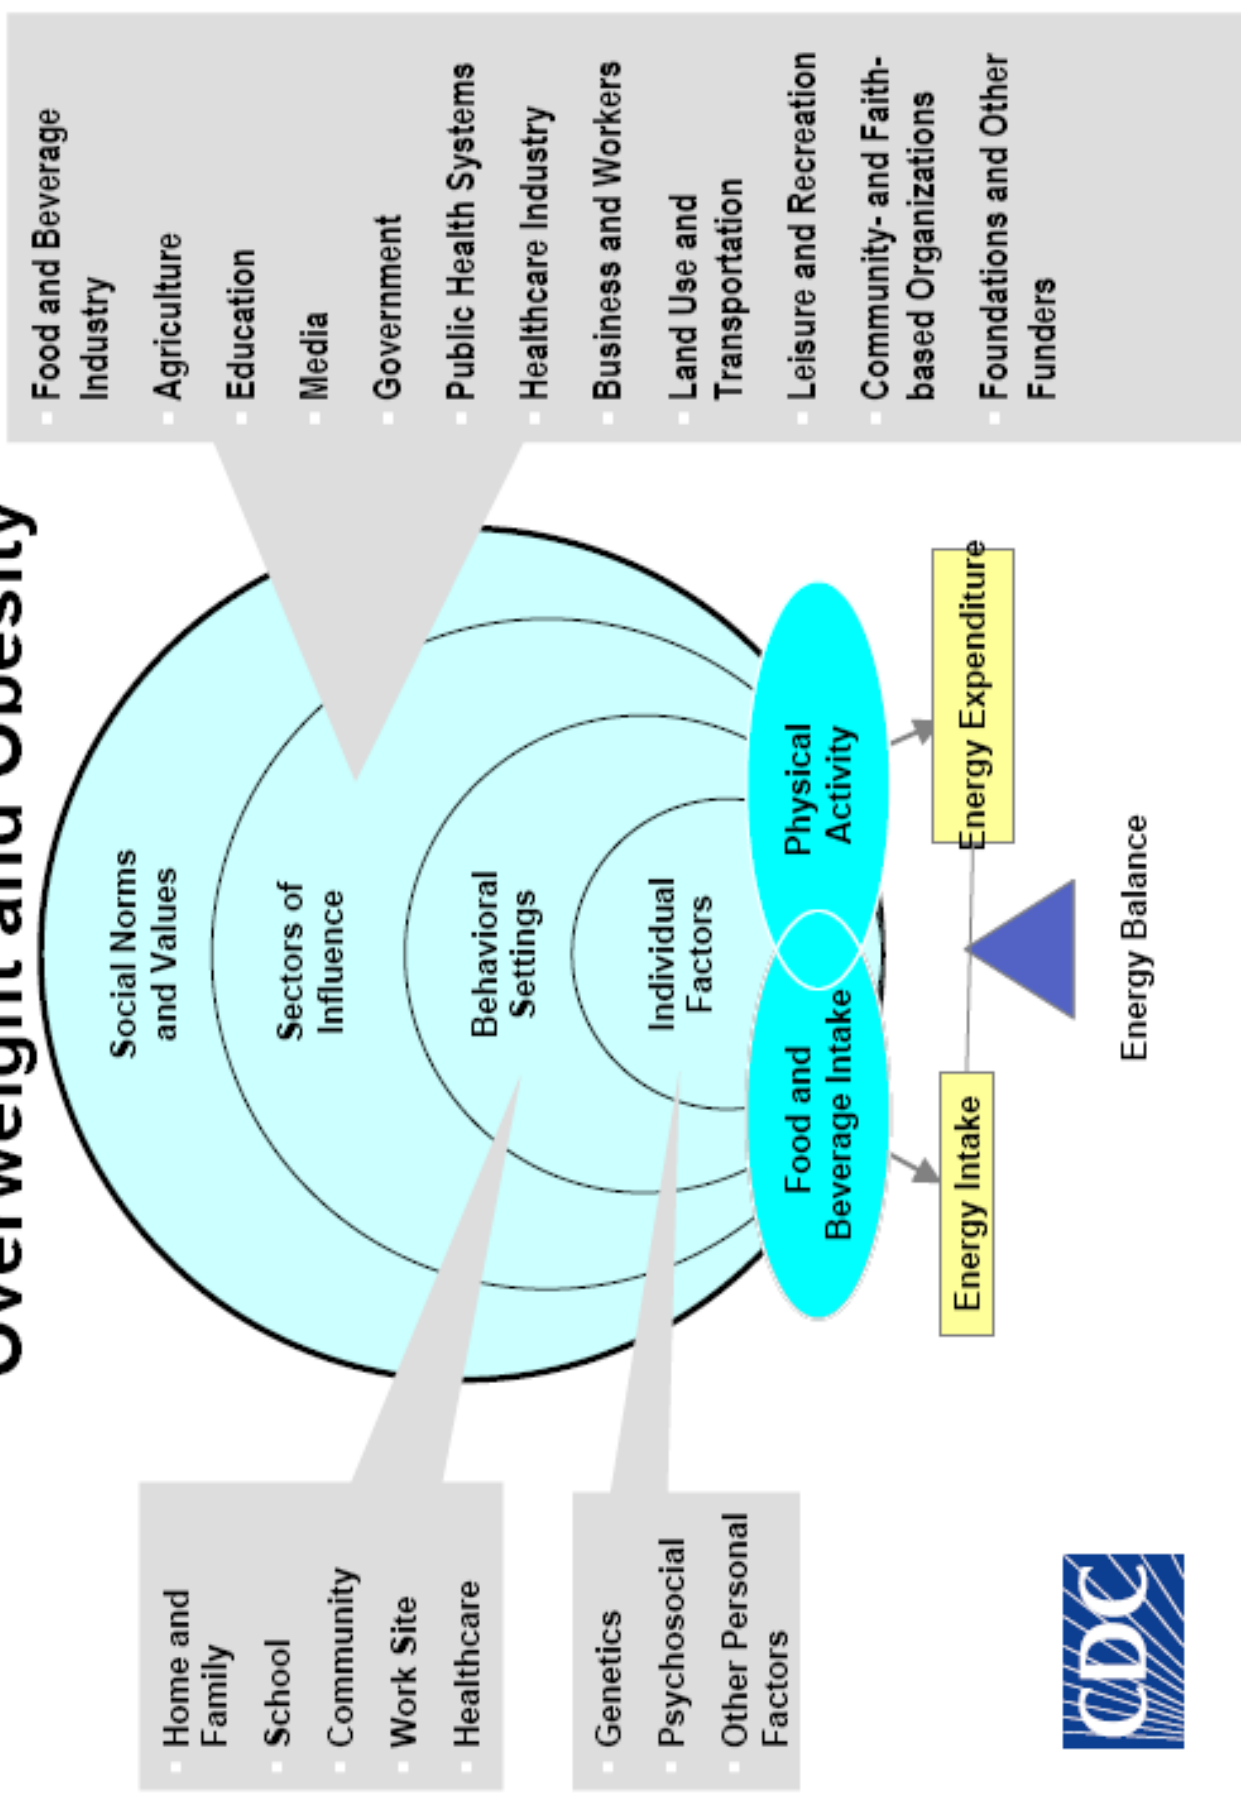 Overweight and Obesity
Social Norms
and Values
Sectors of
Influence
Behavioral
Settings
Individual
Factors
Food and
Beverage Intake
Physical
Activity
Energy Intake
Energy Expenditure
Energy Balance
Home and
Family
School
Community
Work Site
Healthcare
Genetics
Psychosocial
Other Personal
Factors
Food and Beverage
Industry
Agriculture
Education
Media
Government
Public Health Systems
Healthcare Industry
Business and Workers
Land Use and
Transportation
Leisure and Recreation
Community- and Faith-
based Organizations
Foundations and Other
Funders
CDC